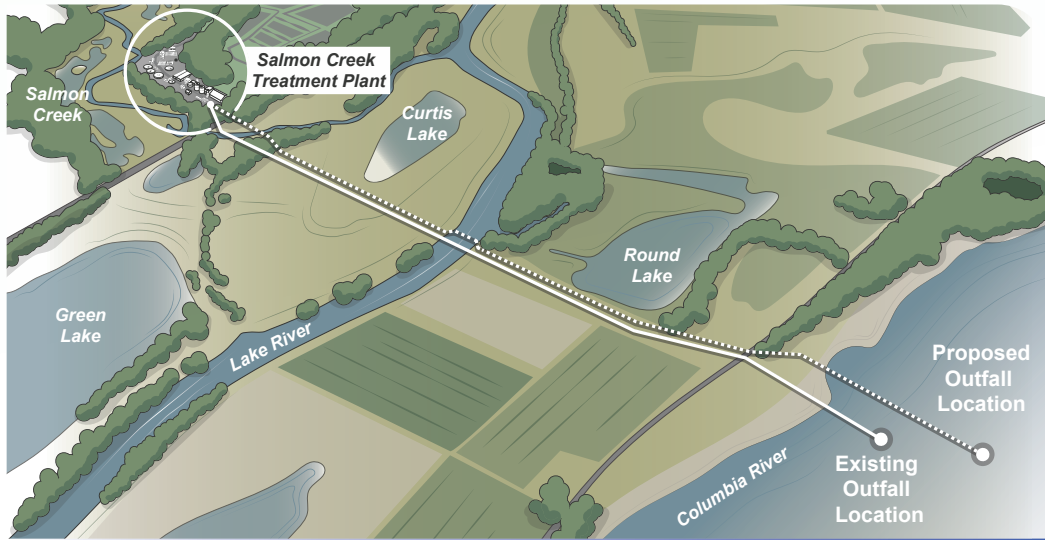 Salmon Creek
Treatment Plant
Salmon
Creek
Curtis
Lake
Round
Lake
Green
Lake
Lake River
Proposed
Outfall
Location
Existing
Outfall
Location
Columbia River